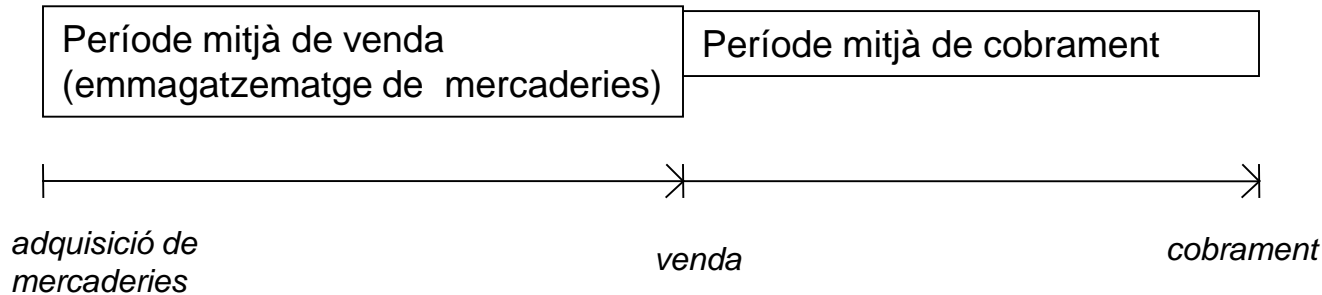 Període mitjà de venda
(emmagatzematge de mercaderies)
Període mitjà de cobrament
adquisició de
mercaderies
venda
cobrament